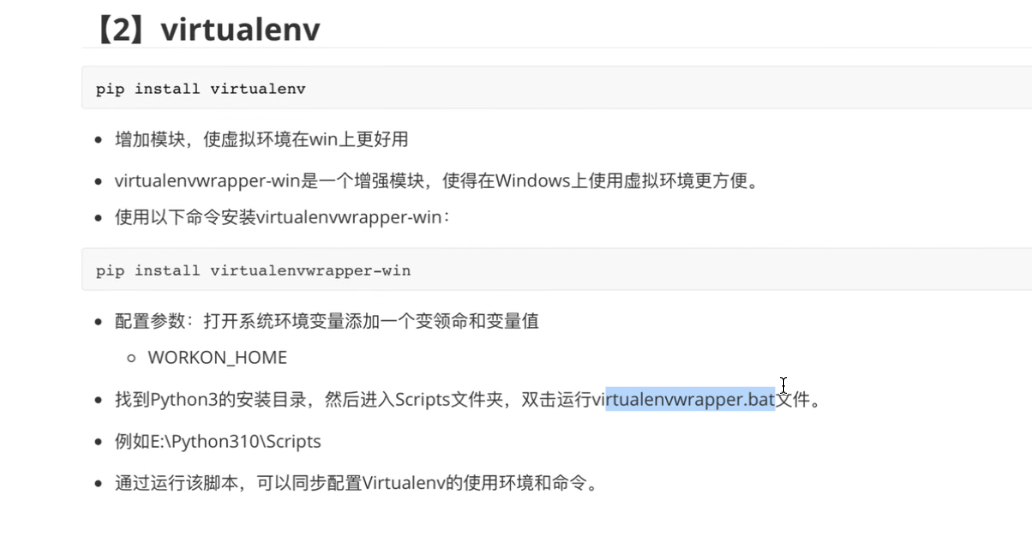 【2】virtualenv
pip install virtualenv
增加模块，使虚拟环境在win上更好用
virtualenvwrapper-win是一个增强模块，使得在Windows上使用虚拟环境更方便。
使用以下命令安装virtualenvwrapper-win：
pip install virtualenvwrapper-win
配置参数：打开系统环境变量添加一个变领命和变量值
WORKON_HOME
找到Python3的安装目录，然后进入Scripts文件夹，双击运行virtualenvwrapper.bat文件。
例如E:\Python310\Scripts
通过运行该脚本，可以同步配置Virtualenv的使用环境和命令。